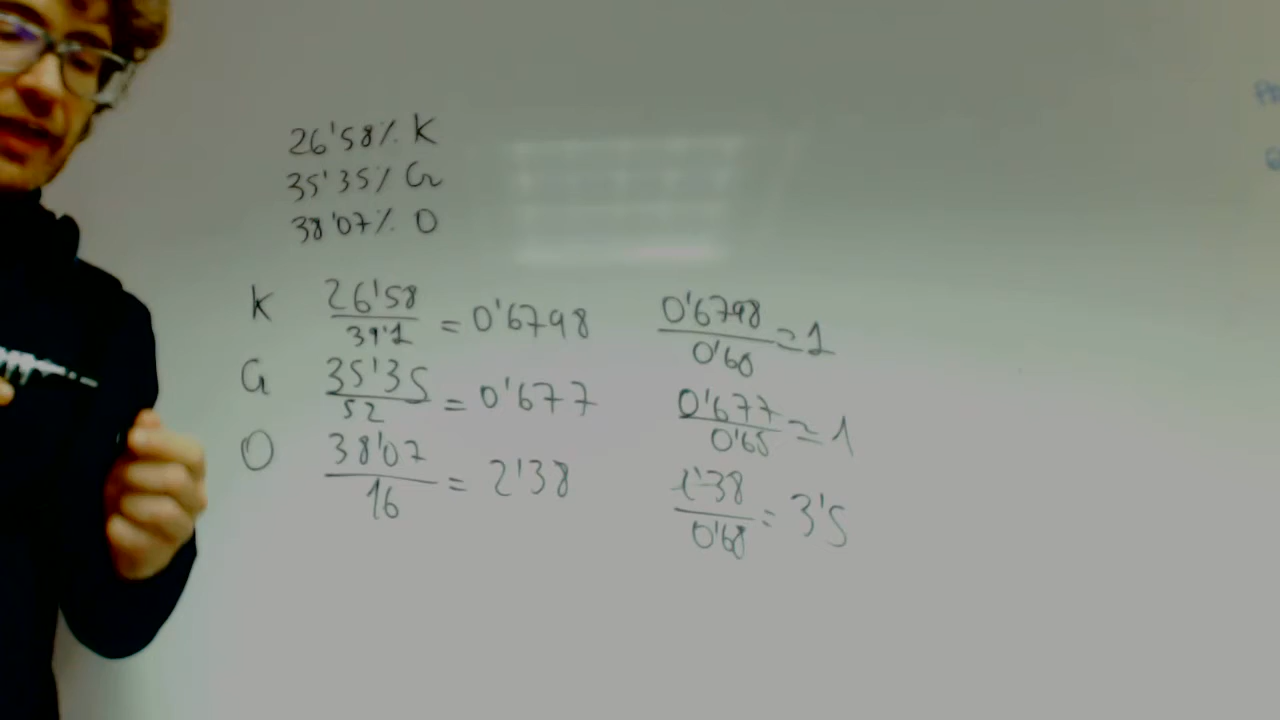 26'58% K
35'35% Cr
38'07% O
K 26'58/39'1 = 0'6798 0'6798/0'68 = 1
Cr 35'35/52 = 0'677 0'677/0'68 = 1
O 38'07/16 = 2'38 2'38/0'68 = 3'5